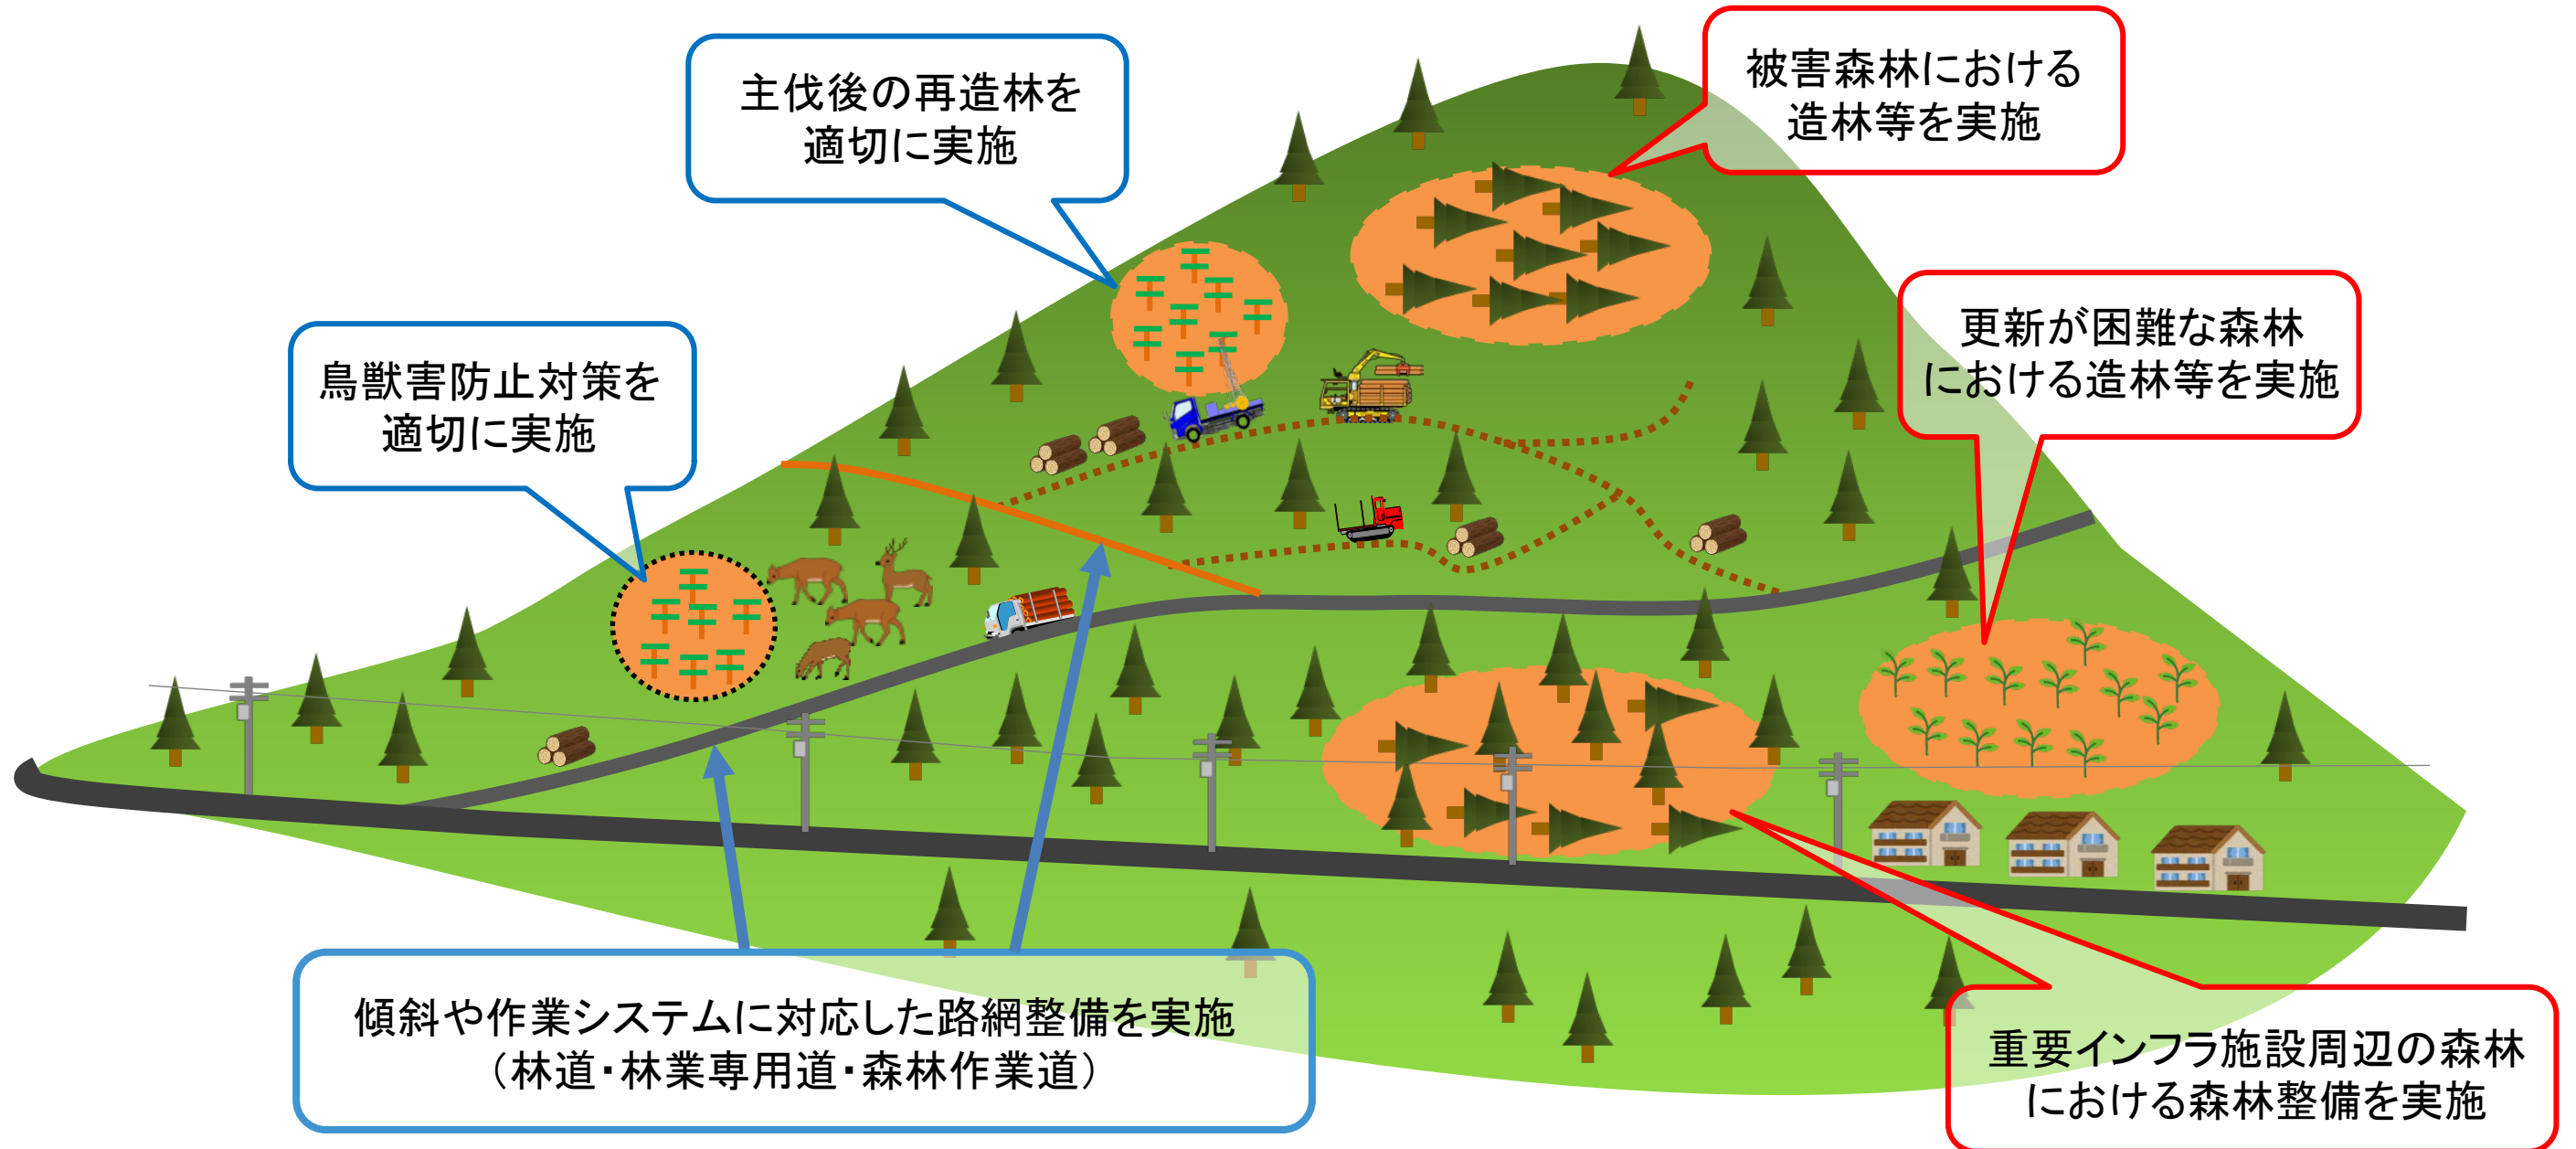 主伐後の再造林を
適切に実施
被害森林における
造林等を実施
鳥獣害防止対策を
適切に実施
更新が困難な森林
における造林等を実施
傾斜や作業システムに対応した路網整備を実施
（林道・林業専用道・森林作業道）
重要インフラ施設周辺の森林
における森林整備を実施